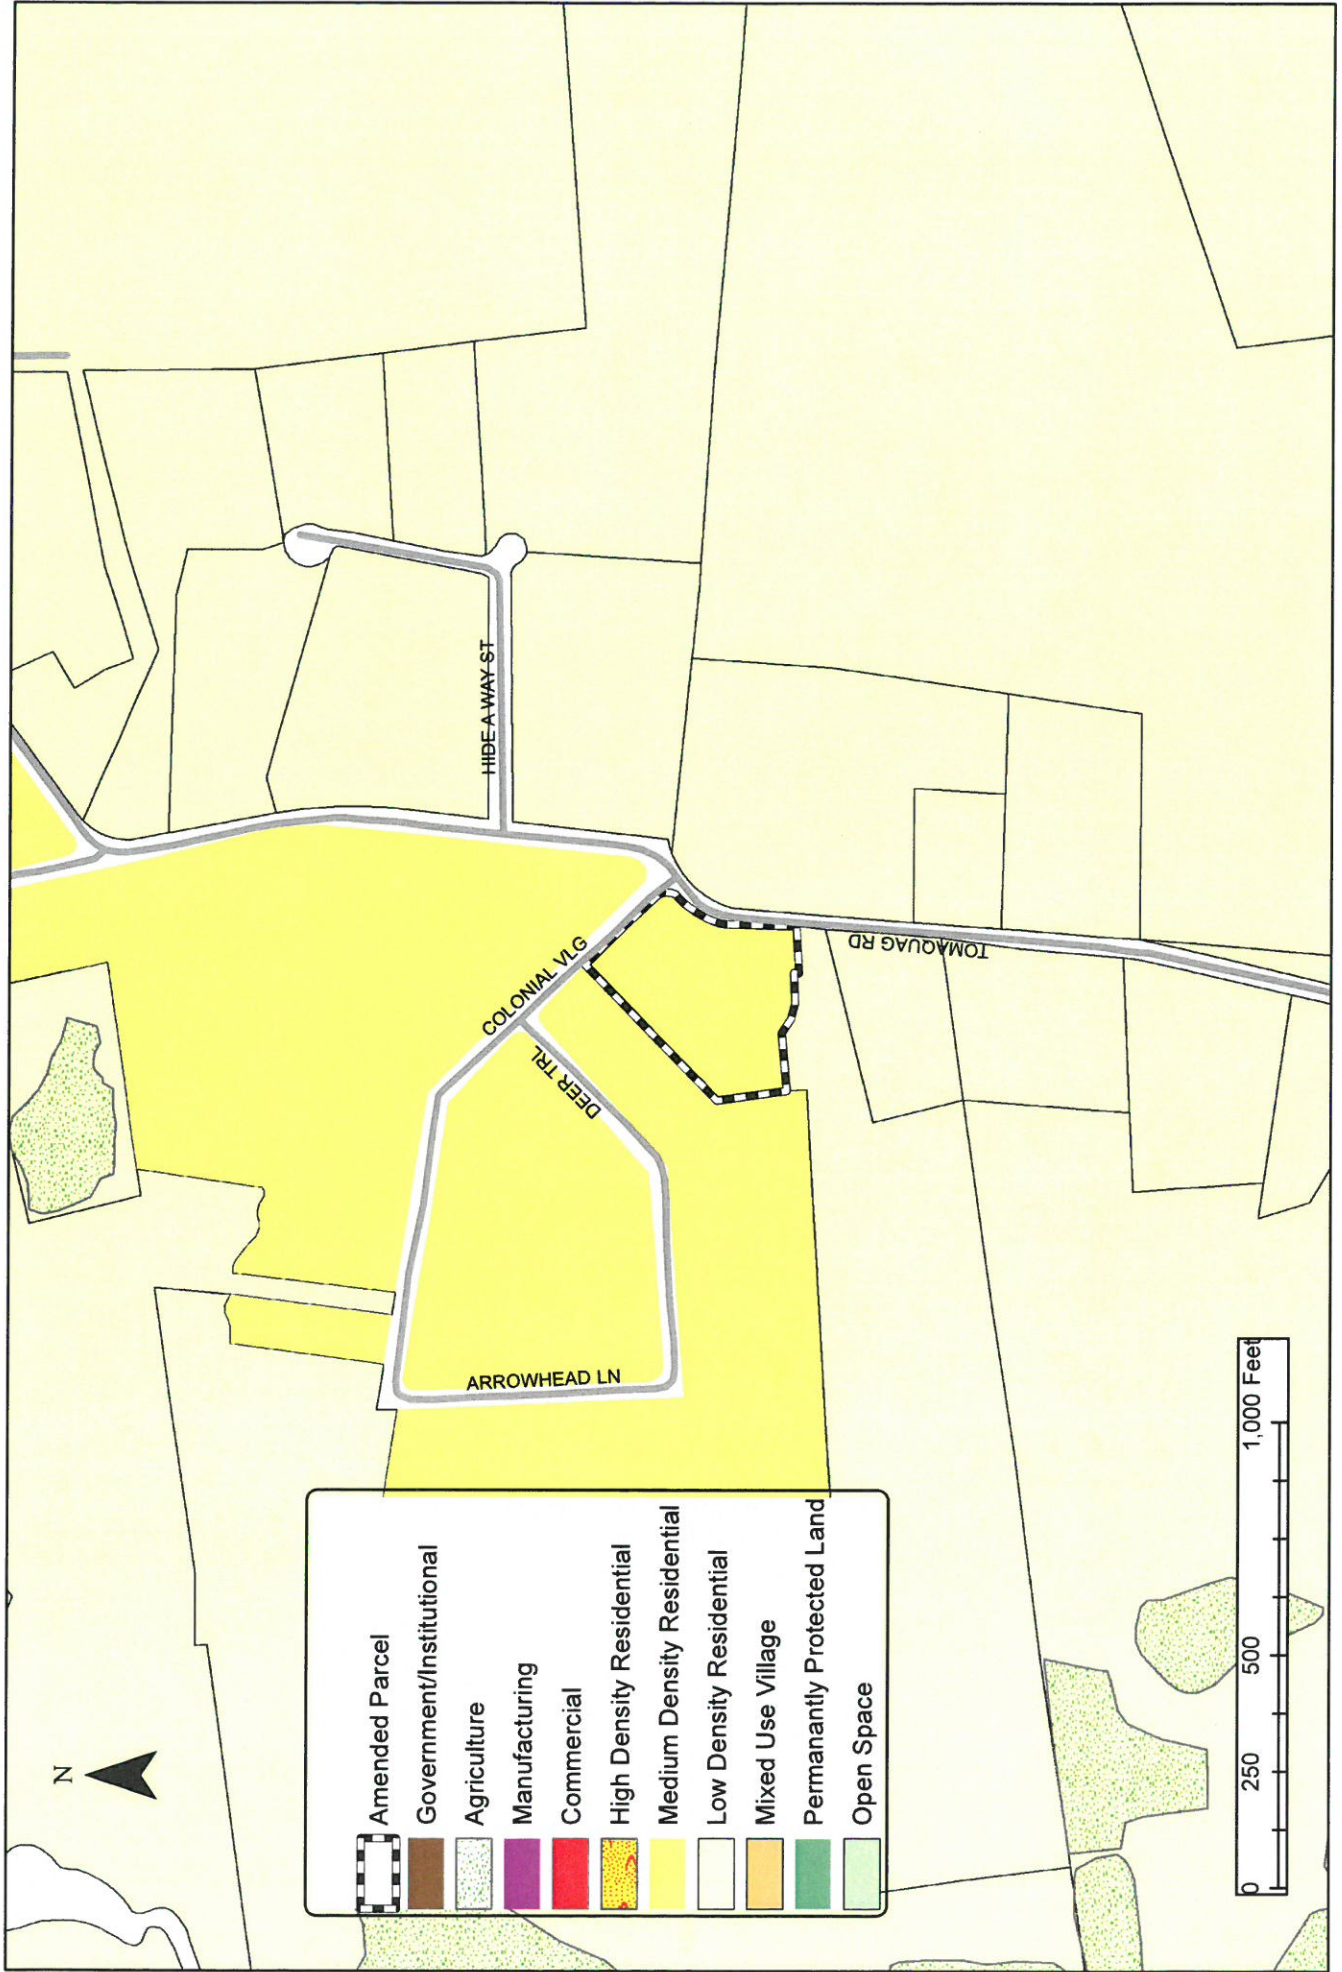 N
HIDE A WAY ST
COLONIAL VLG
DEER TRL
TOMAQUAG RD
ARROWHEAD LN
Amended Parcel
Government/Institutional
Agriculture
Manufacturing
Commercial
High Density Residential
Medium Density Residential
Low Density Residential
Mixed Use Village
Permanantly Protected Land
Open Space
0 250 500 1,000 Feet